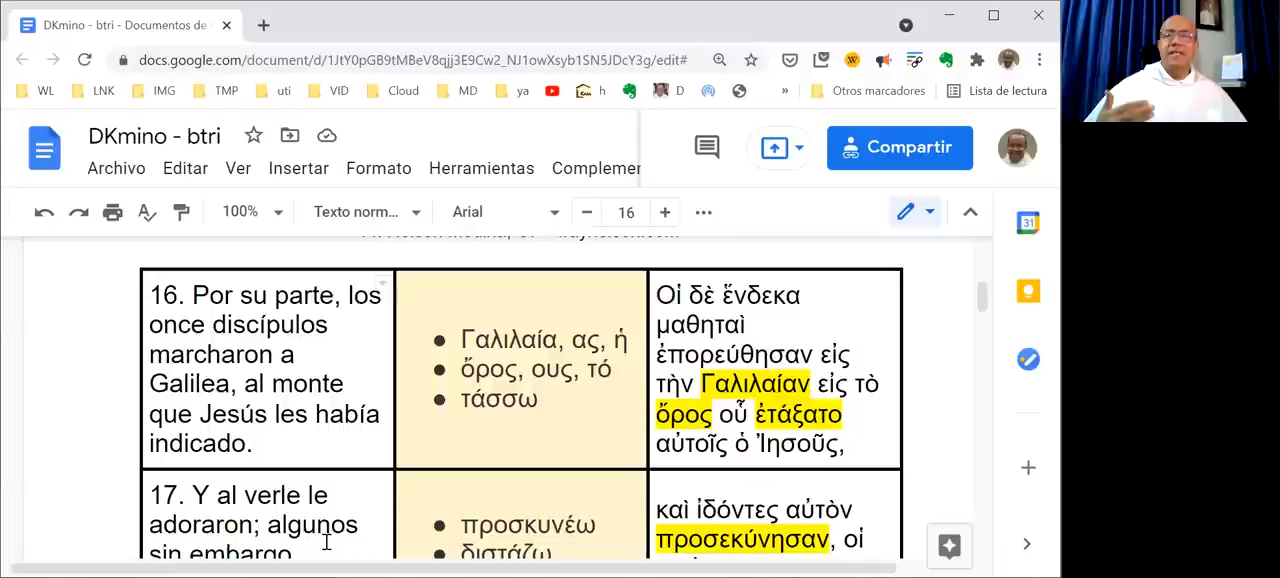 DKmino - btri - Documentos de
docs.google.com/document/d/1JtY0pGB9tMBeV8qjj3E9Cw2_NJ1owXsyb1SN5JDcY3g/edit#
WL LNK IMG TMP uti VID Cloud MD ya h D » Otros marcadores Lista de lectura
DKmino - btri
Compartir
Archivo Editar Ver Insertar Formato Herramientas Complemen
100% Texto norm... Arial 16
31
16. Por su parte, los
once discípulos
marcharon a
Galilea, al monte
que Jesús les había
indicado.
Γαλιλαία, ας, ἡ
ὄρος, ους, τό
τάσσω
Οἱ δὲ ἕνδεκα
μαθηταὶ
ἐπορεύθησαν εἰς
τὴν Γαλιλαίαν εἰς τὸ
ὄρος οὗ ἐτάξατο
αὐτοῖς ὁ Ἰησοῦς,
17. Y al verle le
adoraron; algunos
sin embargo
προσκυνέω
διστάζω
καὶ ἰδόντες αὐτὸν
προσεκύνησαν, οἱ